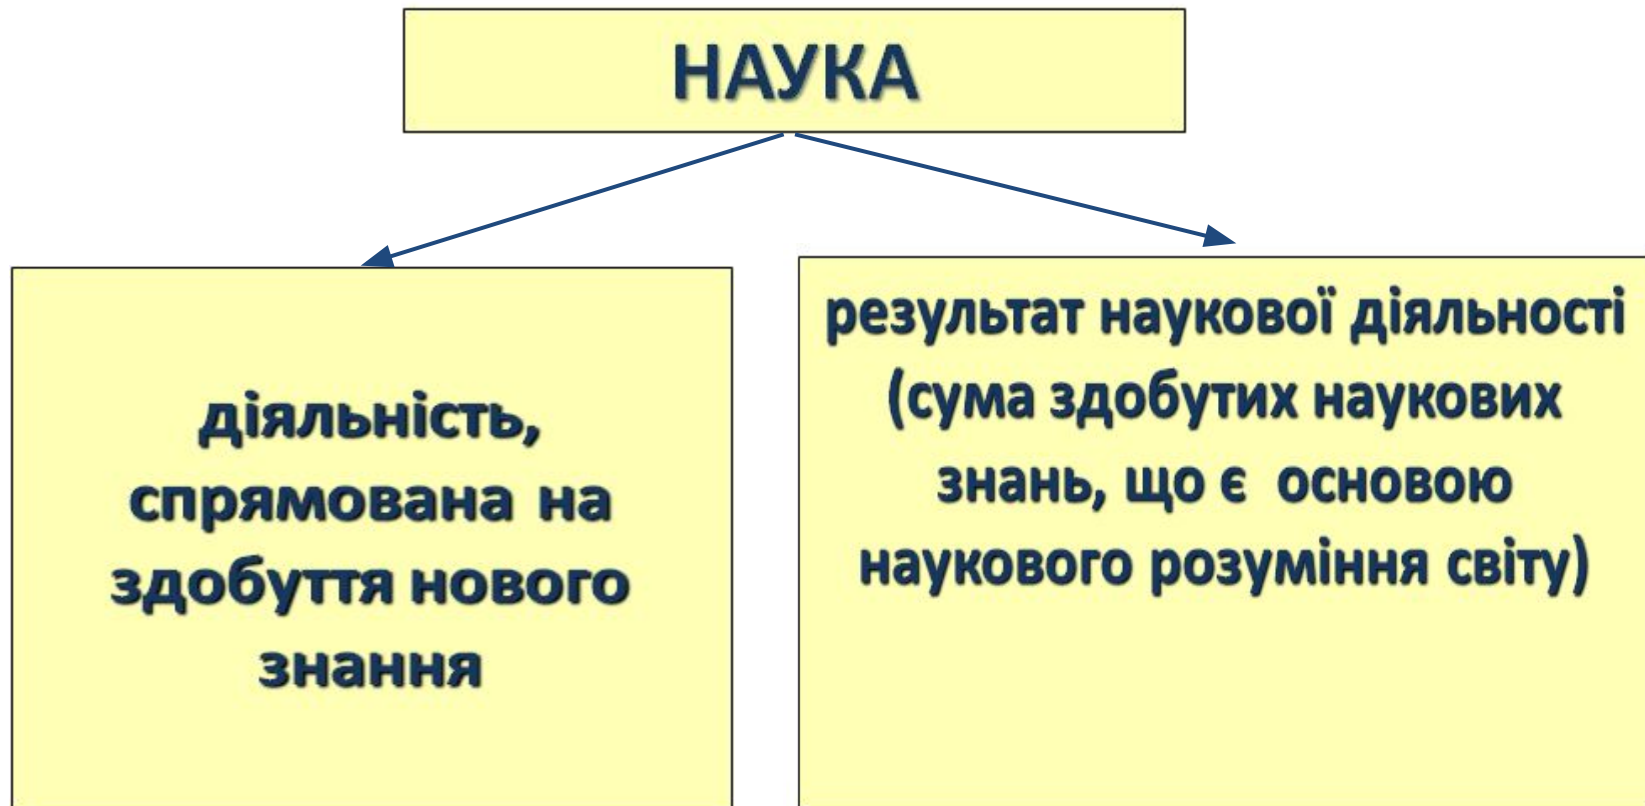 НАУКА
діяльність,
спрямована на
здобуття нового
знання
результат наукової діяльності
(сума здобутих наукових
знань, що є основою
наукового розуміння світу)